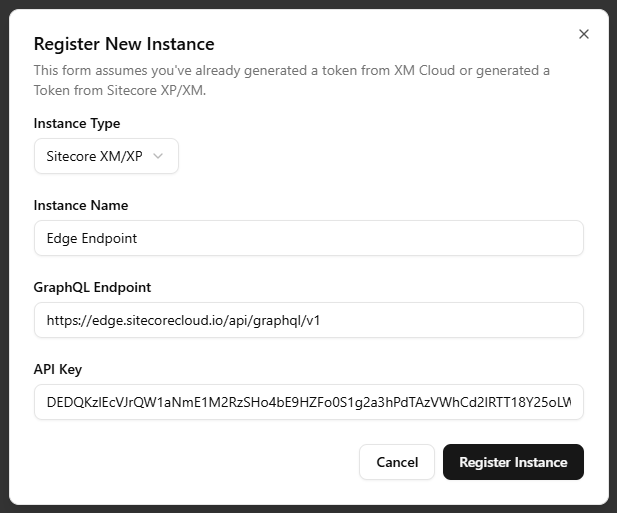 Register New Instance
This form assumes you've already generated a token from XM Cloud or generated a
Token from Sitecore XP/XM.
Instance Type
Sitecore XM/XP
Instance Name
Edge Endpoint
GraphQL Endpoint
https://edge.sitecorecloud.io/api/graphql/v1
API Key
Cancel
Register Instance